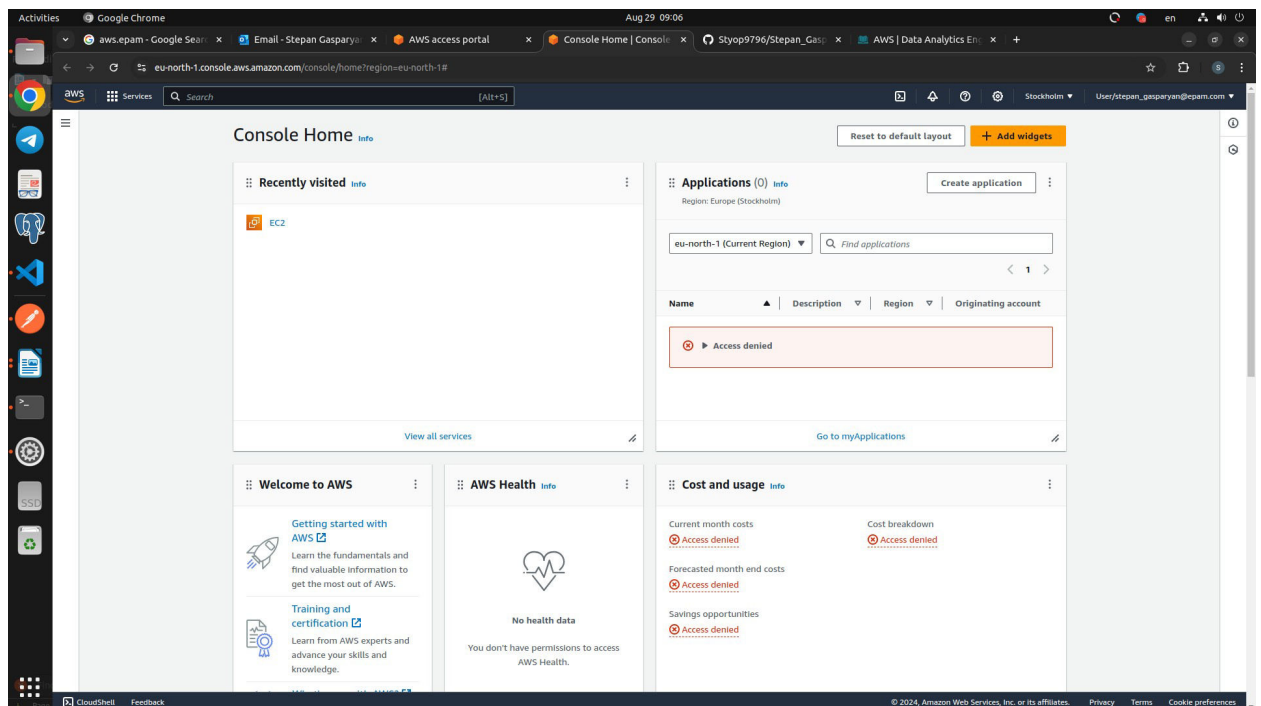 Activities
Google Chrome
Aug 29 09:06
en
aws.epam - Google Sear
Email - Stepan Gasparya
AWS access portal
Console Home | Con
Styop9796/Stepan_Gasp
AWS | Data Analytics En
eu-north-1.console.aws.amazon.com/console/home?region=eu-north-1#
S
aws
Services
Search
[Alt+S]
Stockholm
User/stepan_gasparyan@epam.com
Console Home Info
Reset to default layout
+ Add widgets
Recently visited Info
EC2
View all services
Applications (0) Info
Region: Europe (Stockholm)
Create application
eu-north-1 (Current Region)
Find applications
1
Name
Description
Region
Originating account
Access denied
Go to myApplications
Welcome to AWS
Getting started with
AWS
Learn the fundamentals and
find valuable information to
get the most out of AWS.
Training and
certification
Learn from AWS experts and
advance your skills and
knowledge.
AWS Health Info
No health data
You don't have permissions to access
AWS Health.
Cost and usage Info
Current month costs
Access denied
Cost breakdown
Access denied
Forecasted month end costs
Access denied
Savings opportunities
Access denied
SSD
CloudShell
Feedback
© 2024, Amazon Web Services, Inc. or its affiliates.
Privacy
Terms
Cookie preferences